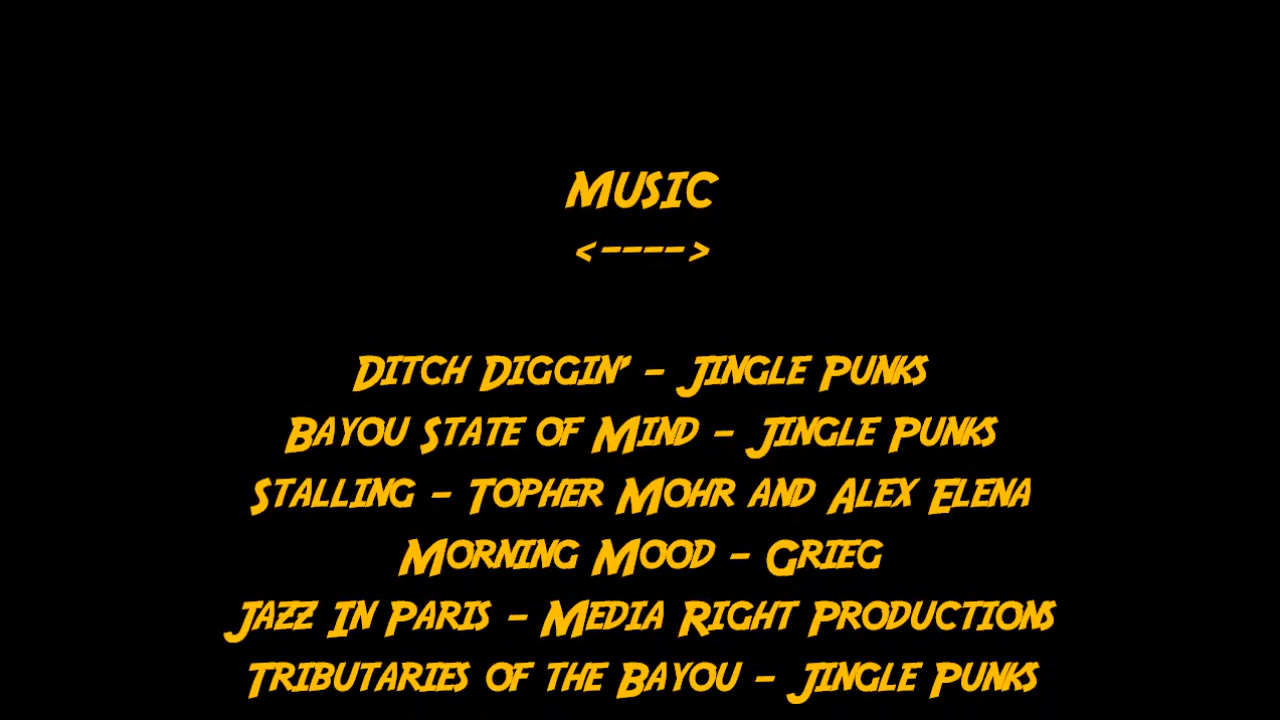 Music
<---->
Ditch Diggin' - Jingle Punks
Bayou State of Mind - Jingle Punks
Stalling - Topher Mohr and Alex Elena
Morning Mood - Grieg
Jazz In Paris - Media Right Productions
Tributaries of the Bayou - Jingle Punks